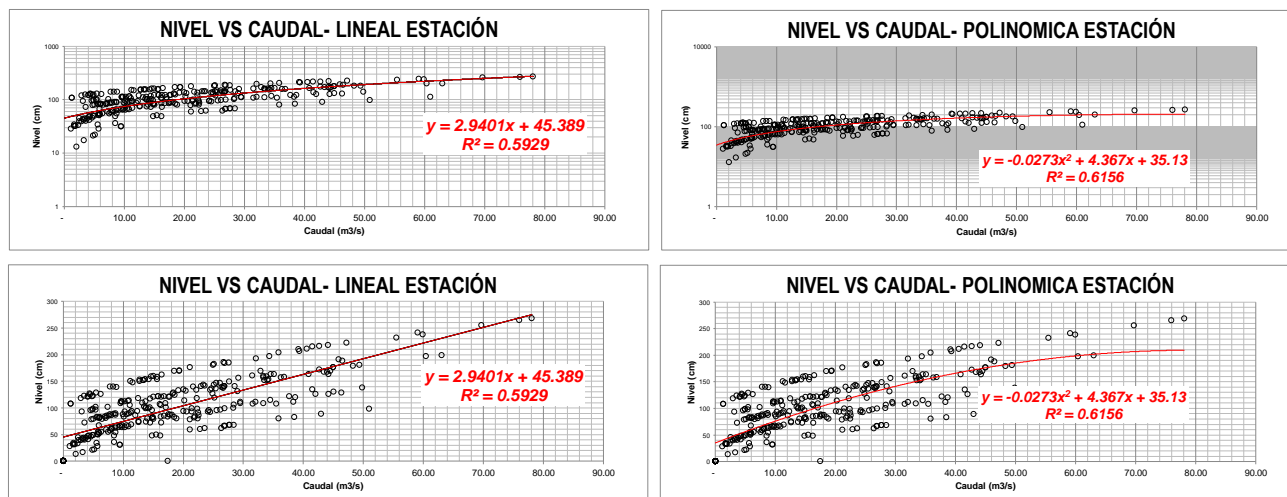 NIVEL VS CAUDAL- LINEAL ESTACIÓN
1000
100
10
1
Nivel (cm)
y = 2.9401x + 45.389
R² = 0.5929
- 10.00 20.00 30.00 40.00 50.00 60.00 70.00 80.00 90.00
Caudal (m3/s)
NIVEL VS CAUDAL- POLINOMICA ESTACIÓN
10000
100
1
Nivel (cm)
y = -0.0273x² + 4.367x + 35.13
R² = 0.6156
- 10.00 20.00 30.00 40.00 50.00 60.00 70.00 80.00 90.00
Caudal (m3/s)
NIVEL VS CAUDAL- LINEAL ESTACIÓN
300
250
200
150
100
50
0
Nivel (cm)
y = 2.9401x + 45.389
R² = 0.5929
- 10.00 20.00 30.00 40.00 50.00 60.00 70.00 80.00 90.00
Caudal (m3/s)
NIVEL VS CAUDAL- POLINOMICA ESTACIÓN
300
250
200
150
100
50
0
Nivel (cm)
y = -0.0273x² + 4.367x + 35.13
R² = 0.6156
- 10.00 20.00 30.00 40.00 50.00 60.00 70.00 80.00 90.00
Caudal (m3/s)